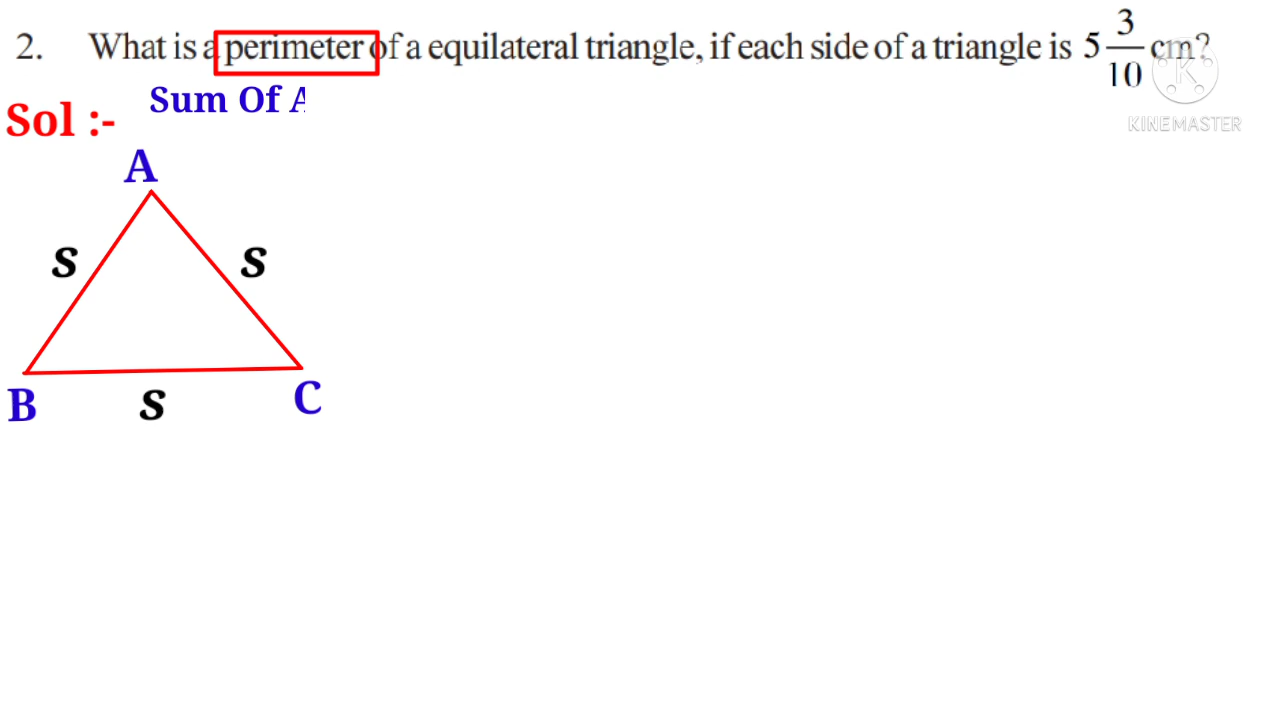 2. What is a perimeter of a equilateral triangle, if each side of a triangle is 5 3/10 cm?
KINEMASTER
Sol :- Sum Of A
A
S S
B S C